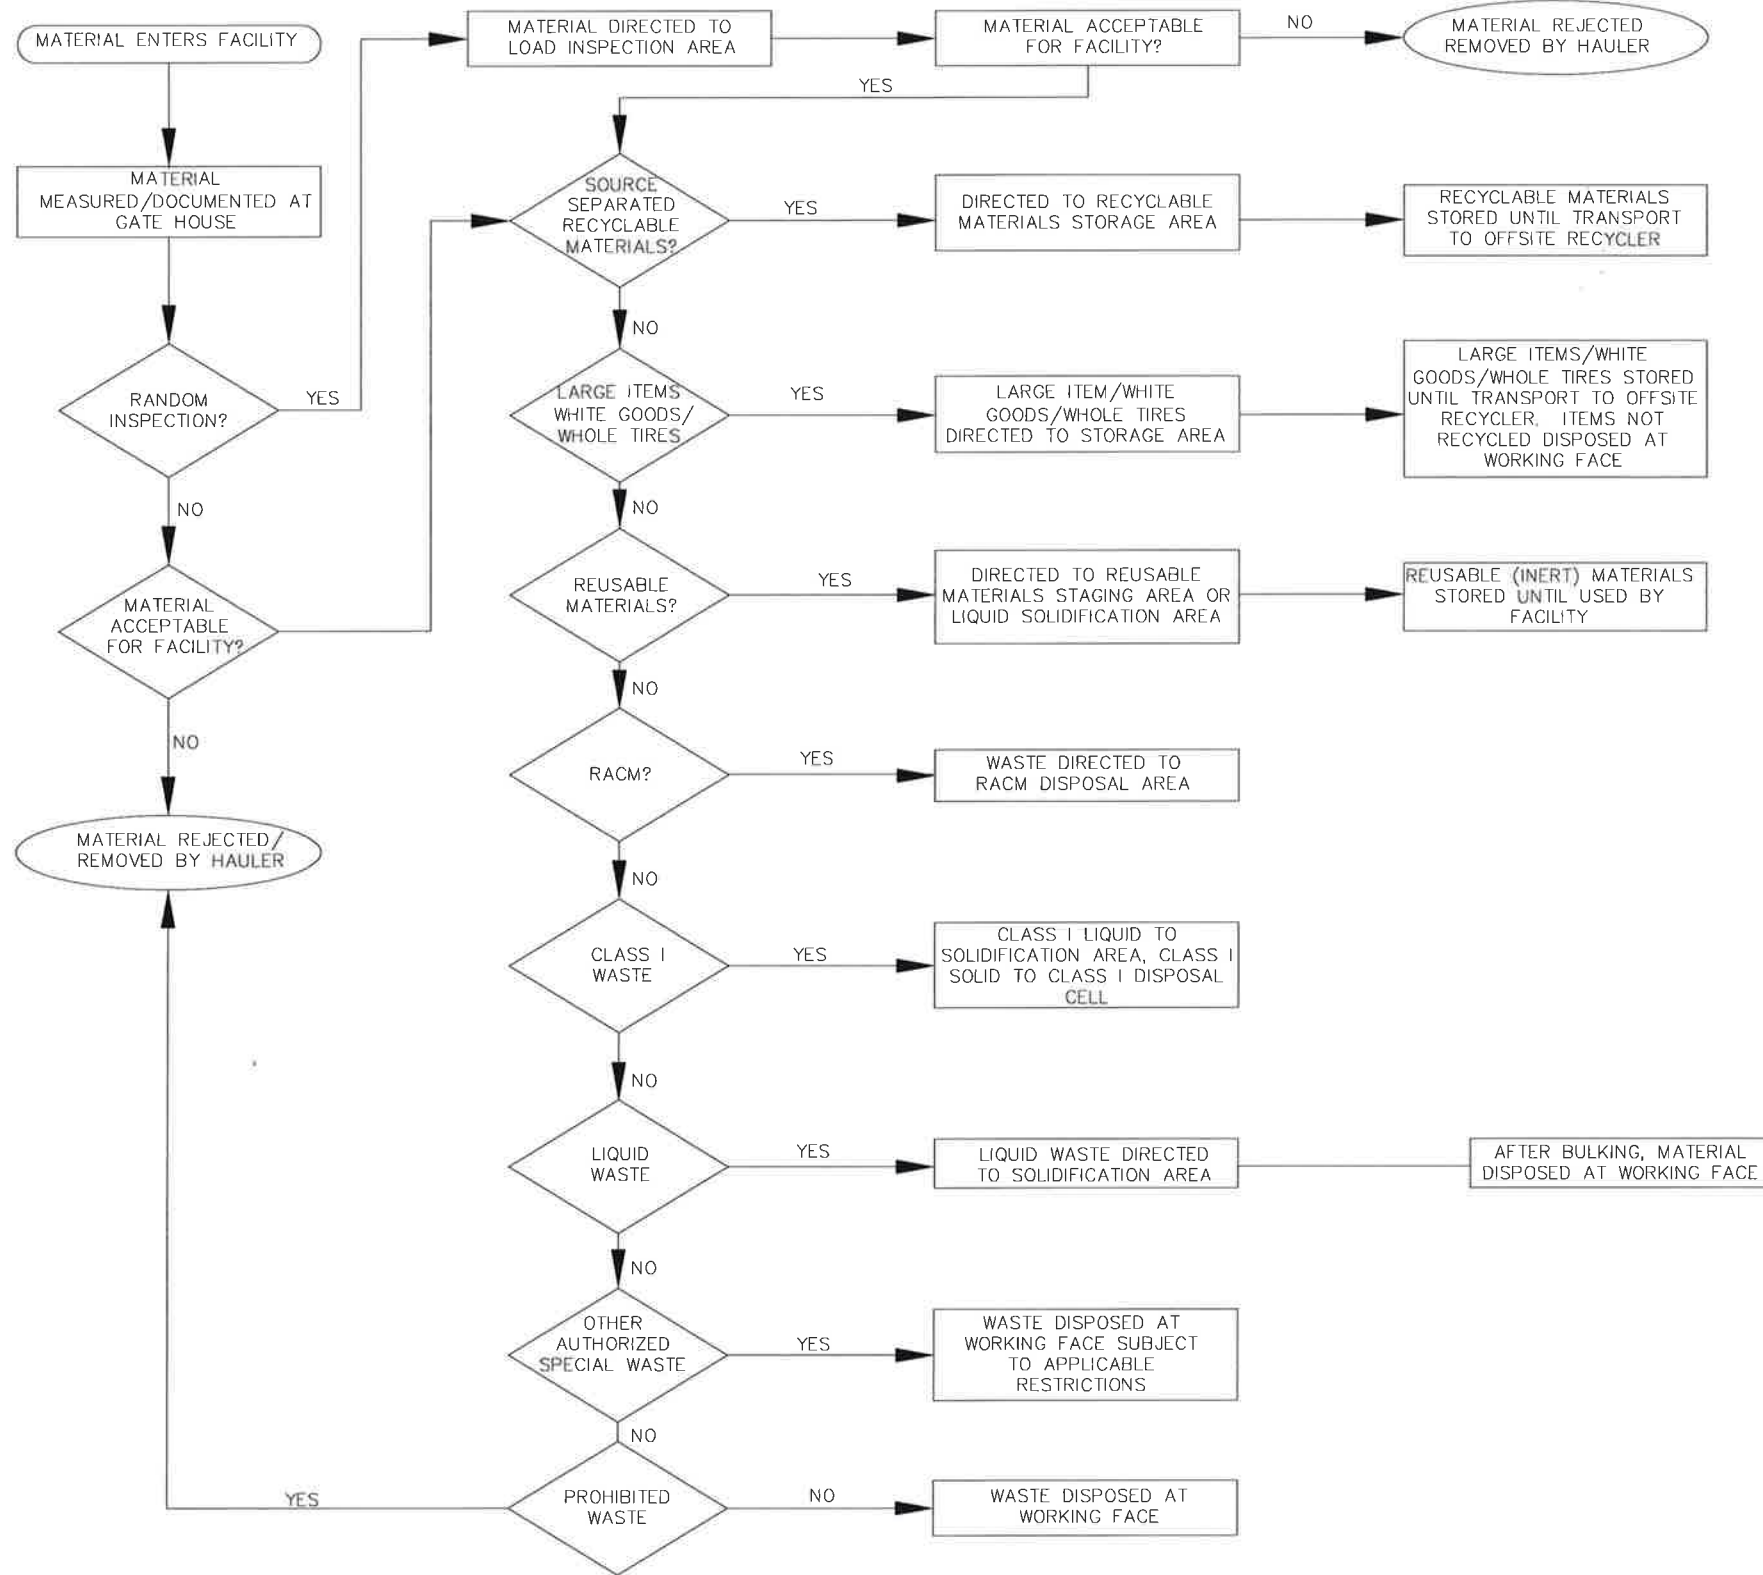 MATERIAL ENTERS FACILITY
MATERIAL DIRECTED TO
LOAD INSPECTION AREA
MATERIAL ACCEPTABLE
FOR FACILITY?
NO
MATERIAL REJECTED
REMOVED BY HAULER
YES
MATERIAL
MEASURED/DOCUMENTED AT
GATE HOUSE
SOURCE
SEPARATED
RECYCLABLE
MATERIALS?
YES
DIRECTED TO RECYCLABLE
MATERIALS STORAGE AREA
RECYCLABLE MATERIALS
STORED UNTIL TRANSPORT
TO OFFSITE RECYCLER
NO
RANDOM
INSPECTION?
YES
LARGE ITEMS
WHITE GOODS/
WHOLE TIRES
YES
LARGE ITEM/WHITE
GOODS/WHOLE TIRES
DIRECTED TO STORAGE AREA
LARGE ITEMS/WHITE
GOODS/WHOLE TIRES STORED
UNTIL TRANSPORT TO OFFSITE
RECYCLER. ITEMS NOT
RECYCLED DISPOSED AT
WORKING FACE
NO
NO
MATERIAL
ACCEPTABLE
FOR FACILITY?
REUSABLE
MATERIALS?
YES
DIRECTED TO REUSABLE
MATERIALS STAGING AREA OR
LIQUID SOLIDIFICATION AREA
REUSABLE (INERT) MATERIALS
STORED UNTIL USED BY
FACILITY
NO
NO
RACM?
YES
WASTE DIRECTED TO
RACM DISPOSAL AREA
MATERIAL REJECTED/
REMOVED BY HAULER
NO
CLASS I
WASTE
YES
CLASS I LIQUID TO
SOLIDIFICATION AREA, CLASS I
SOLID TO CLASS I DISPOSAL
CELL
NO
LIQUID
WASTE
YES
LIQUID WASTE DIRECTED
TO SOLIDIFICATION AREA
AFTER BULKING, MATERIAL
DISPOSED AT WORKING FACE
NO
OTHER
AUTHORIZED
SPECIAL WASTE
YES
WASTE DISPOSED AT
WORKING FACE SUBJECT
TO APPLICABLE
RESTRICTIONS
NO
YES
PROHIBITED
WASTE
NO
WASTE DISPOSED AT
WORKING FACE